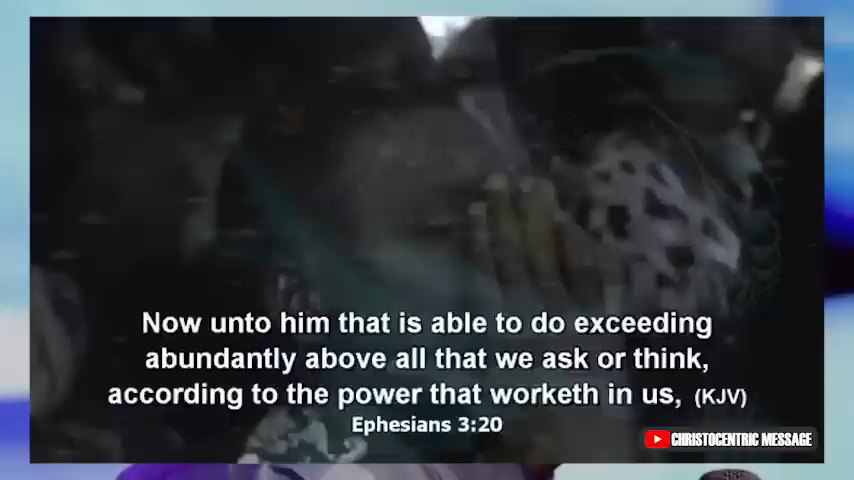 Now unto him that is able to do exceeding
abundantly above all that we ask or think,
according to the power that worketh in us, (KJV)
Ephesians 3:20
CHRISTOCENTRIC MESSAGE